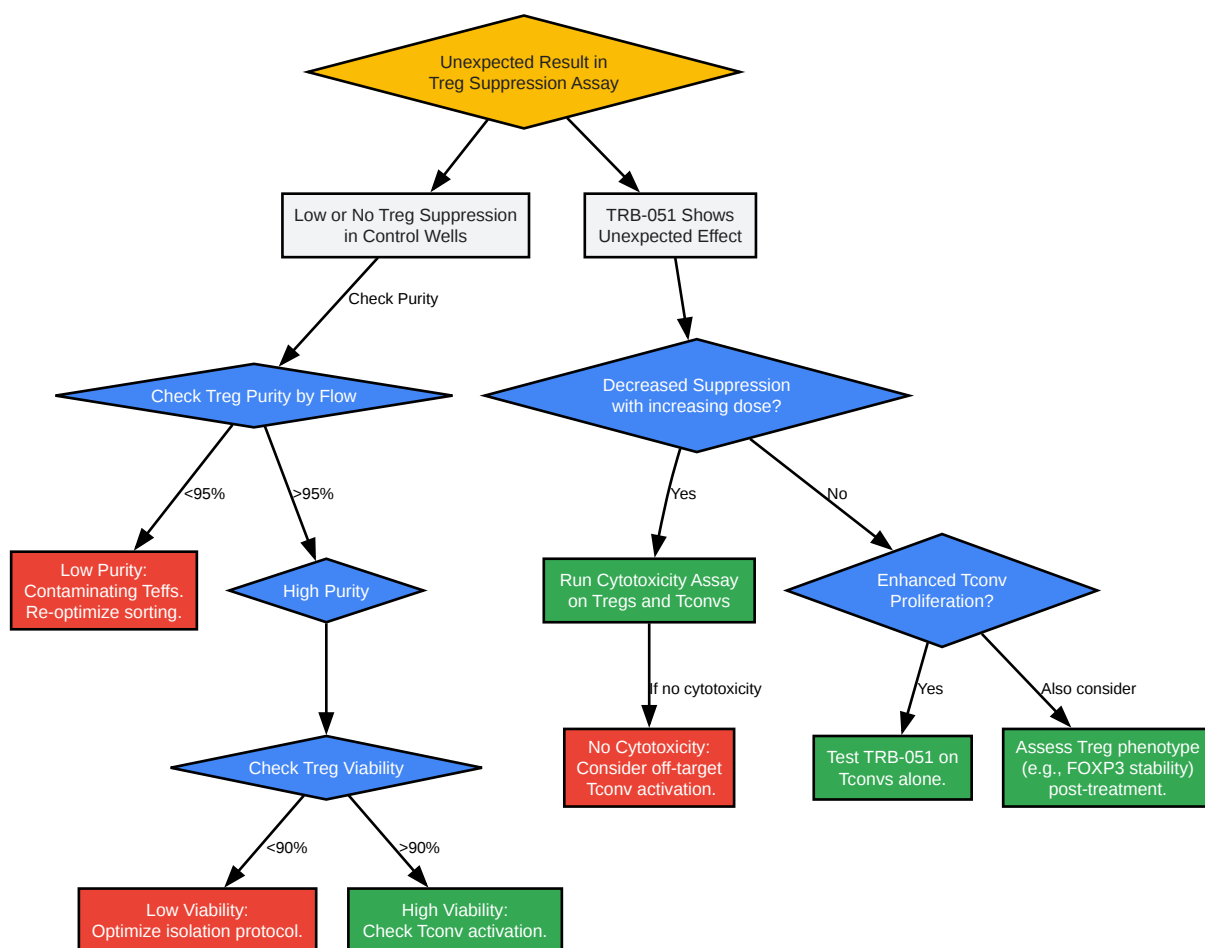 Unexpected Result in
Treg Suppression Assay
Low or No Treg Suppression
in Control Wells
TRB-051 Shows
Unexpected Effect
Check Purity
Check Treg Purity by Flow
Decreased Suppression
with increasing dose?
<95%
>95%
Yes
No
Low Purity:
Contaminating Teffs.
Re-optimize sorting.
High Purity
Run Cytotoxicity Assay
on Tregs and Tconvs
Enhanced Tconv
Proliferation?
If no cytotoxicity
Yes
Also consider
Check Treg Viability
No Cytotoxicity:
Consider off-target
Tconv activation.
Test TRB-051 on
Tconvs alone.
Assess Treg phenotype
(e.g., FOXP3 stability)
post-treatment.
<90%
>90%
Low Viability:
Optimize isolation protocol.
High Viability:
Check Tconv activation.